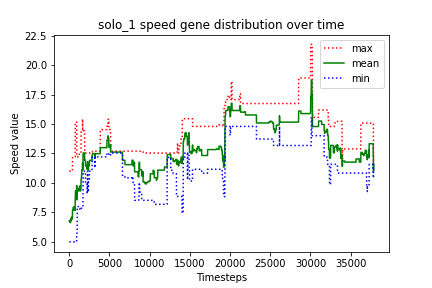 solo_1 speed gene distribution over time
22.5
20.0
17.5
15.0
12.5
10.0
7.5
5.0
Speed value
max
mean
min
0 5000 10000 15000 20000 25000 30000 35000
Timesteps